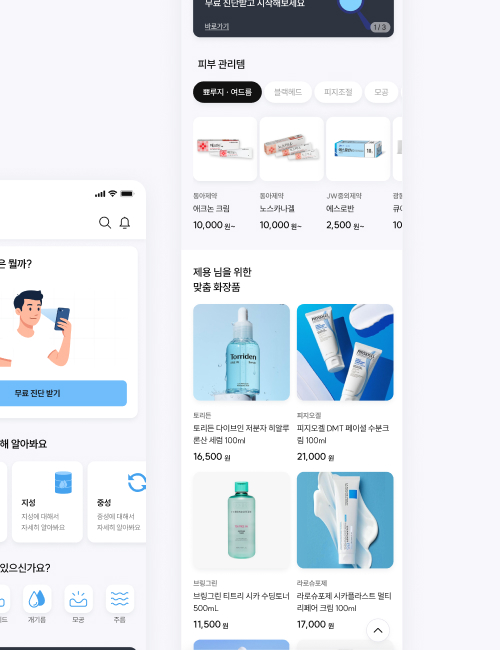 은 뭘까?
무료 진단 받기
해 알아봐요
지성
지성에 대해서
자세히 알아봐요
중성
중성에 대해서
자세히 알아봐요
있으신가요?
드
개기름
모공
주름
무료 진단받고 시작해보세요
바로가기
1/3
피부 관리템
뾰루지 · 여드름
블랙헤드
피지조절
모공
동아제약
애크논 크림
10,000 원~
동아제약
노스카나겔
10,000 원~
JW중외제약
에스로반
2,500 원~
제용 님을 위한
맞춤 화장품
Torriden
토리든
토리든 다이브인 저분자 히알루
론산 세럼 100ml
16,500 원
피지오겔
피지오겔 DMT 페이셜 수분크
림 100ml
21,000 원
브링그린
브링그린 티트리 시카 수딩토너
500mL
11,500 원
라로슈포제
라로슈포제 시카플라스트 멀티
리페어 크림 100ml
17,000 원